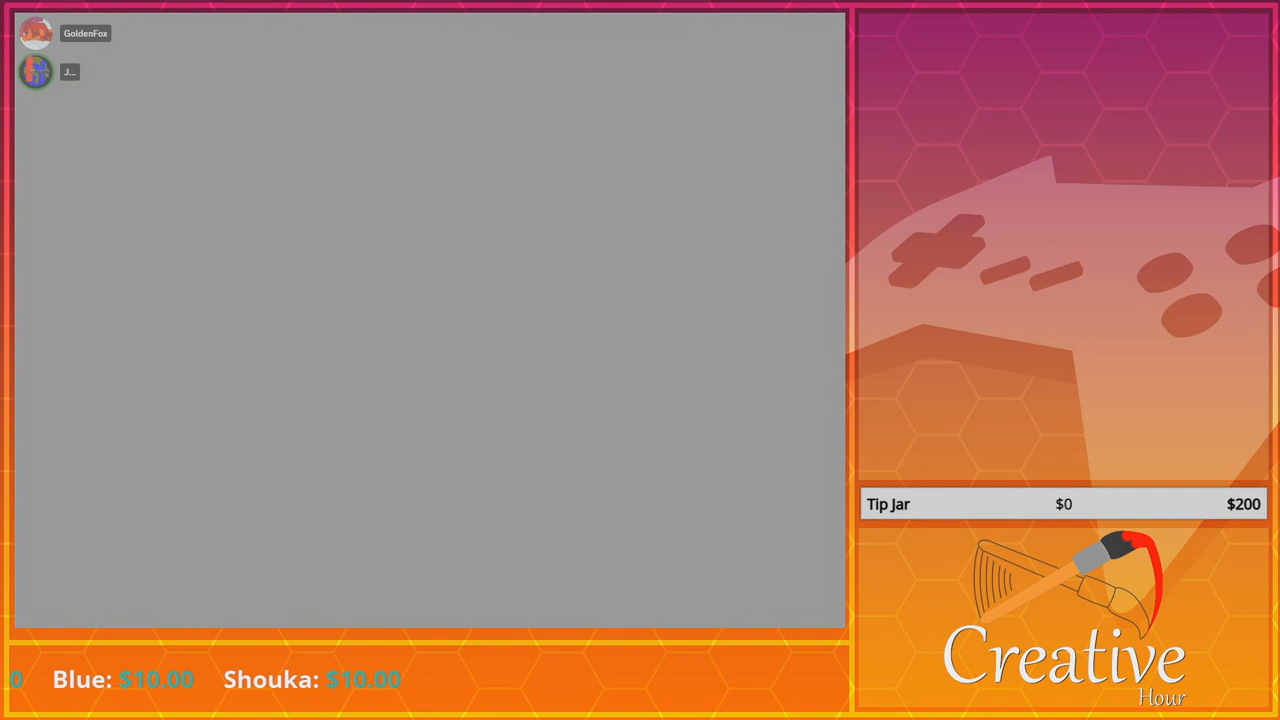 GoldenFox
J...
Tip Jar $0 $200
Creative
Hour
0 Blue: $10.00 Shouka: $10.00